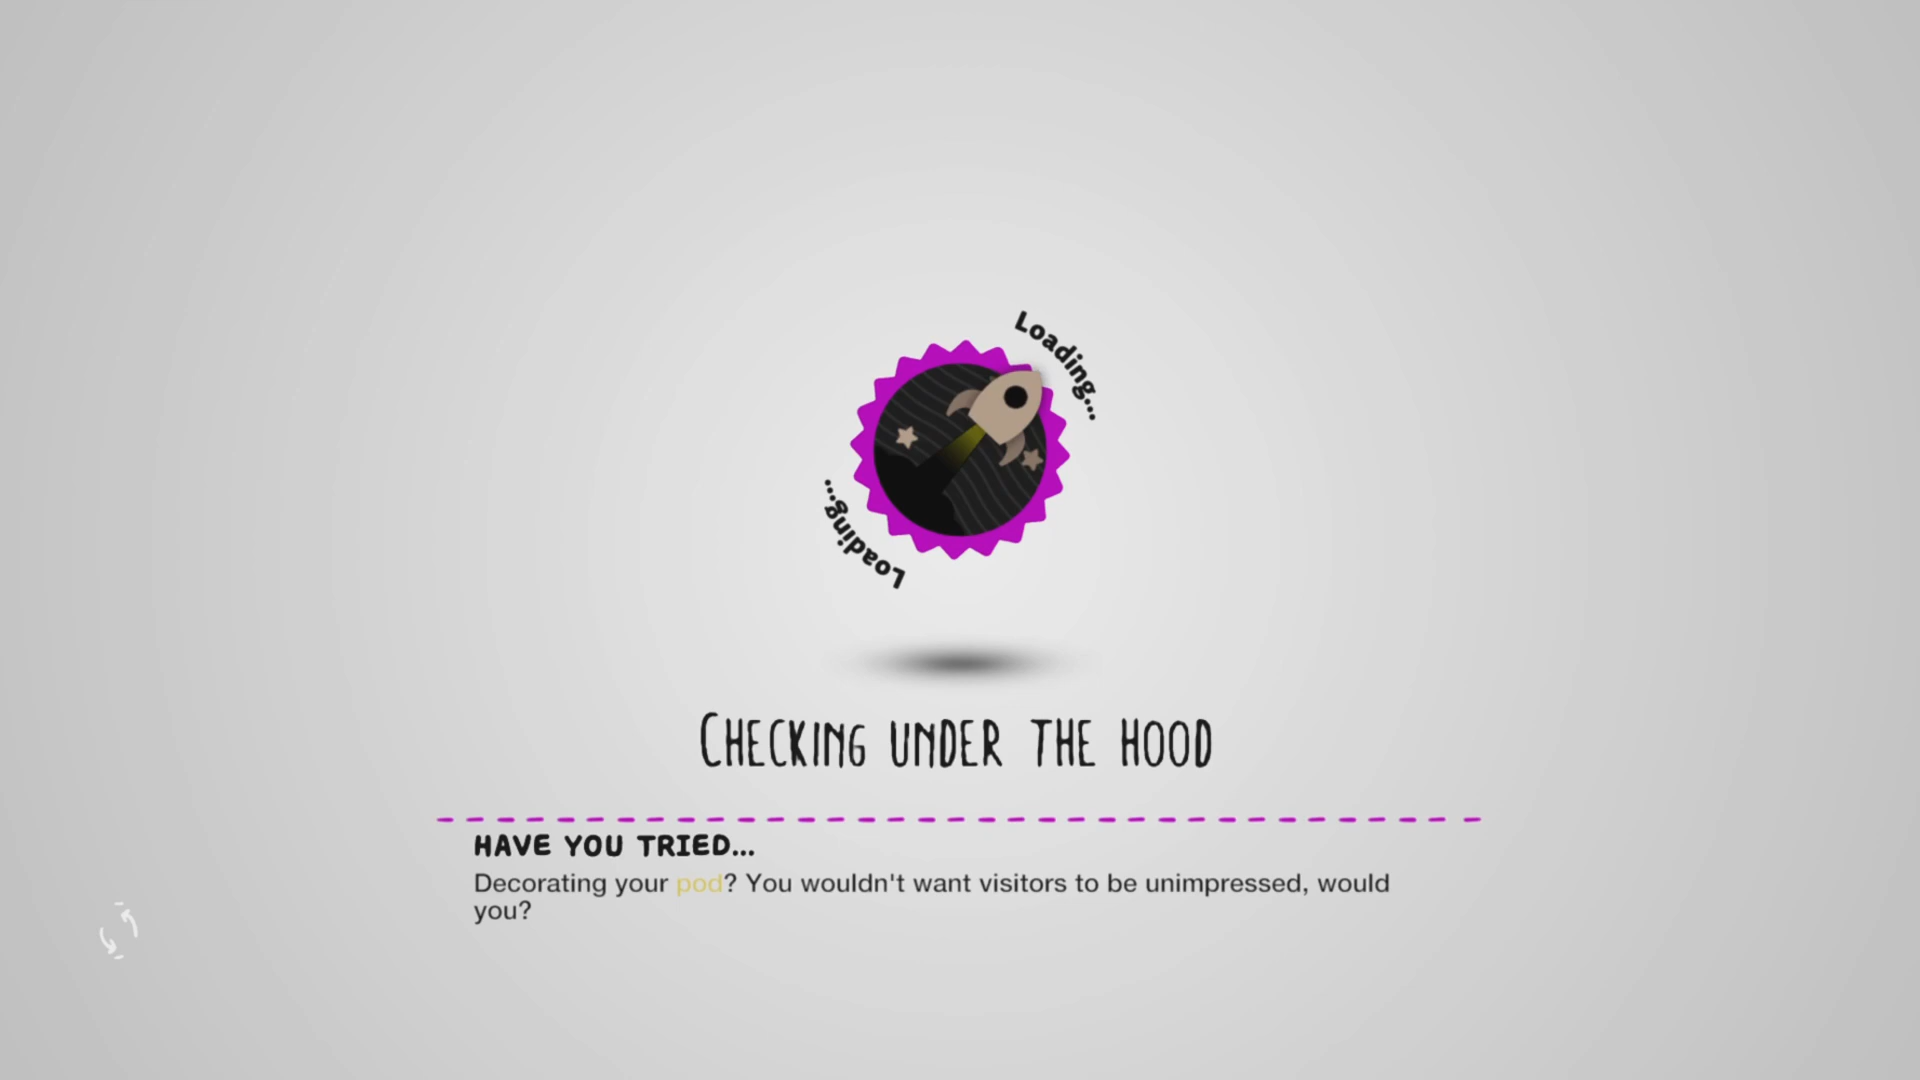 Loading...
Loading...
Checking under the hood
HAVE YOU TRIED...
Decorating your pod? You wouldn't want visitors to be unimpressed, would
you?